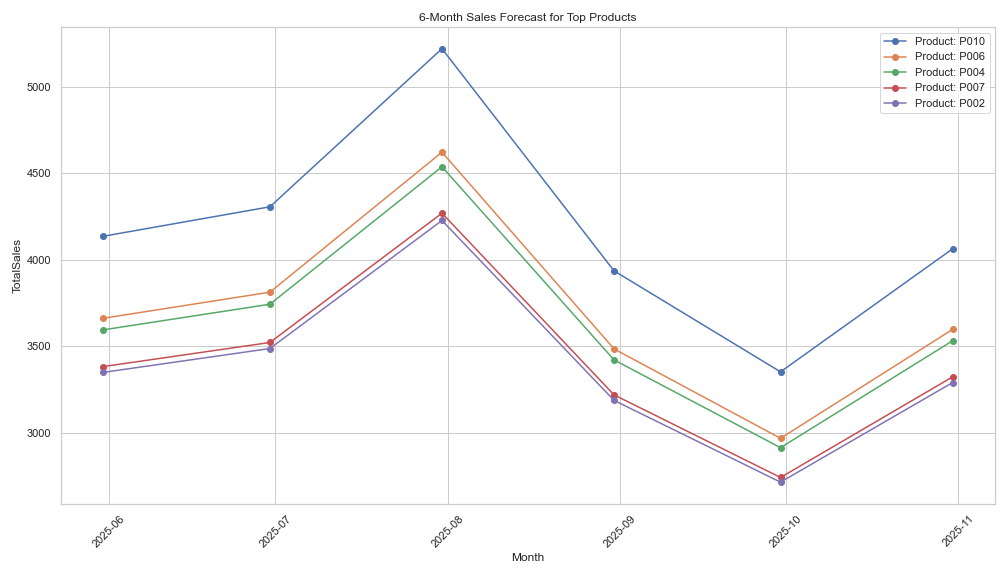 6-Month Sales Forecast for Top Products
Product: P010
Product: P006
Product: P004
Product: P007
Product: P002
TotalSales
5000
4500
4000
3500
3000
2025-06
2025-07
2025-08
2025-09
2025-10
2025-11
Month